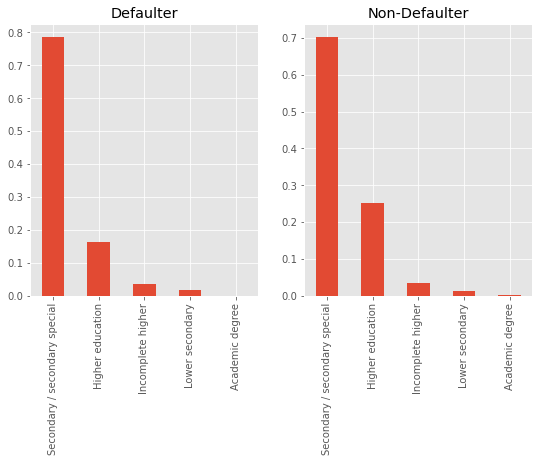 Defaulter
0.8
0.7
0.6
0.5
0.4
0.3
0.2
0.1
0.0
Secondary / secondary special
Higher education
Incomplete higher
Lower secondary
Academic degree
Non-Defaulter
0.7
0.6
0.5
0.4
0.3
0.2
0.1
0.0
Secondary / secondary special
Higher education
Incomplete higher
Lower secondary
Academic degree